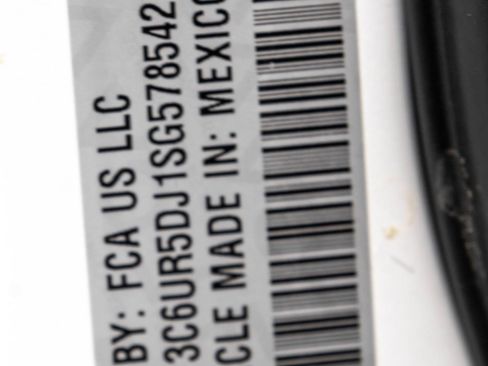 BY: FCA US LLC
3C6UR5DJ1SG578542
CLE MADE IN: MEXICO